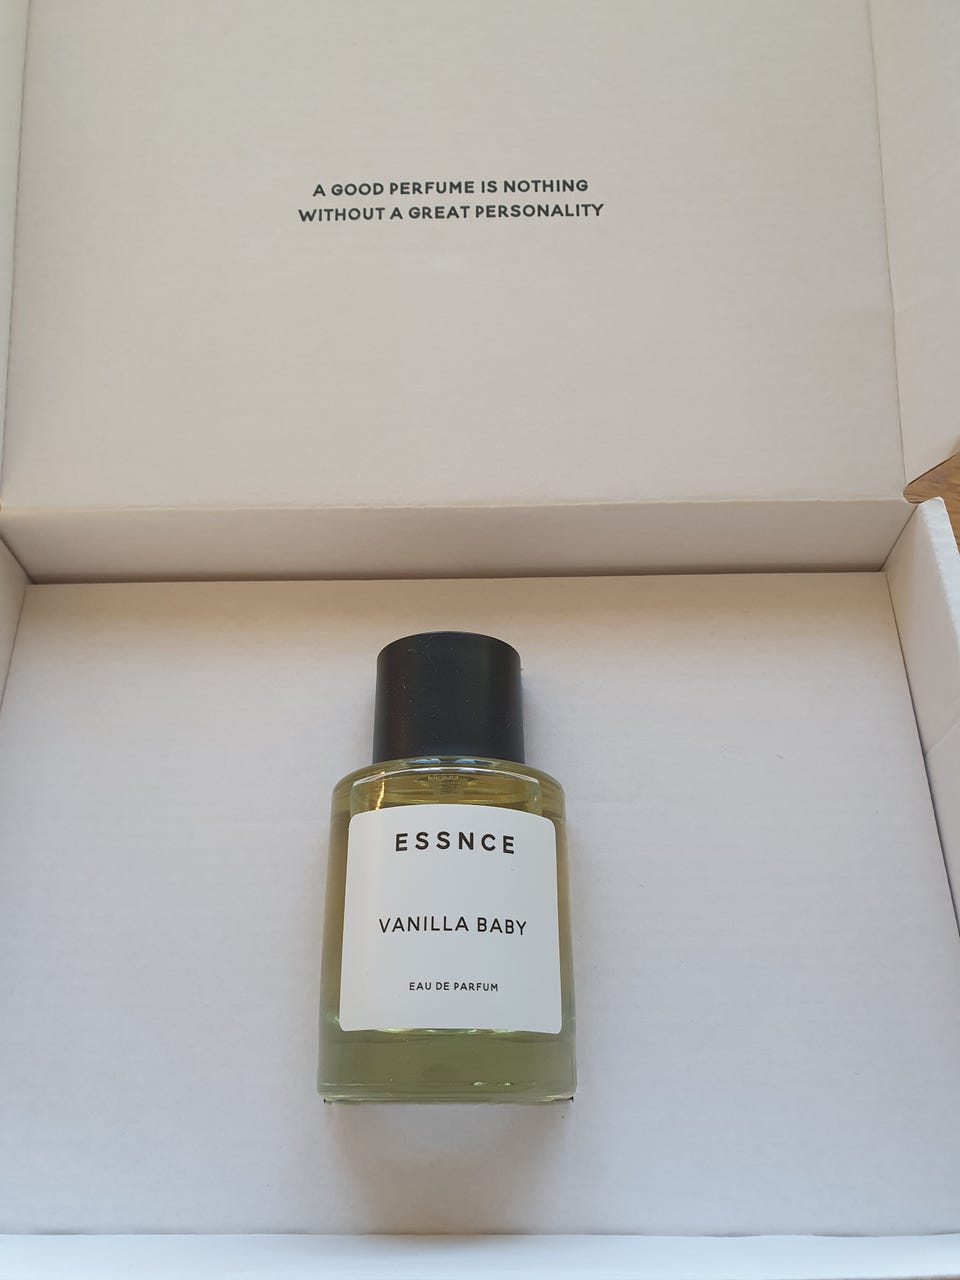 A GOOD PERFUME IS NOTHING
WITHOUT A GREAT PERSONALITY
ESSNCE
VANILLA BABY
EAU DE PARFUM